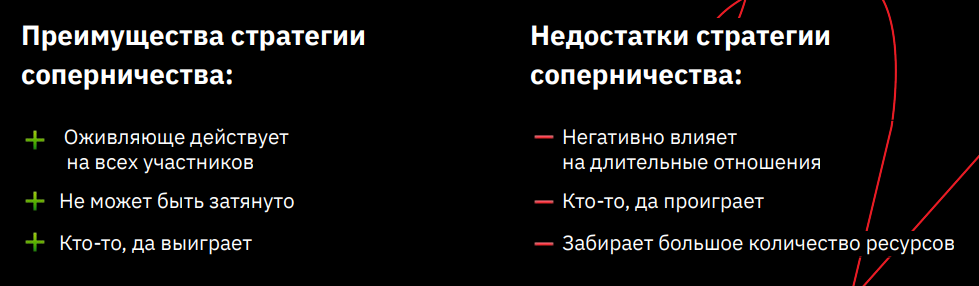 Преимущества стратегии
соперничества:
Оживляюще действует
на всех участников
Не может быть затянуто
Кто-то, да выиграет
Недостатки стратегии
соперничества:
Негативно влияет
на длительные отношения
Кто-то, да проиграет
Забирает большое количество ресурсов